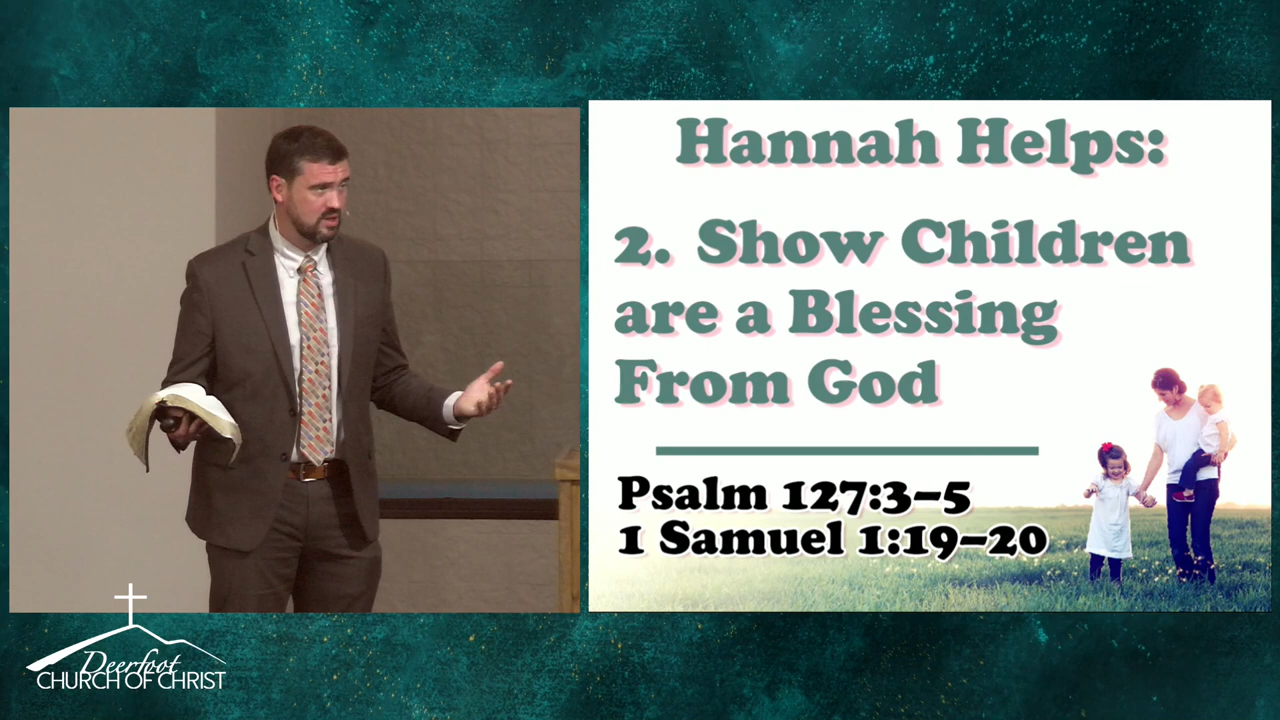 Hannah Helps:
2. Show Children
are a Blessing
From God
Psalm 127:3–5
1 Samuel 1:19–20
Deerfoot
CHURCH OF CHRIST